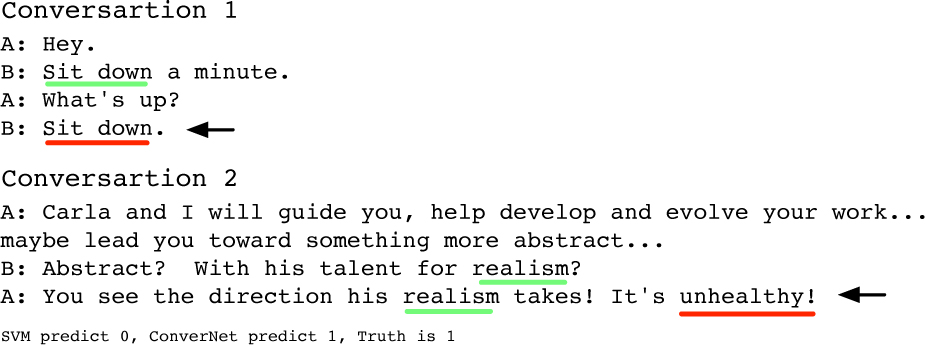 Conversartion 1
A: Hey.
B: Sit down a minute.
A: What's up?
B: Sit down.
Conversartion 2
A: Carla and I will guide you, help develop and evolve your work...
maybe lead you toward something more abstract...
B: Abstract?  With his talent for realism?
A: You see the direction his realism takes! It's unhealthy!
SVM predict 0, ConverNet predict 1, Truth is 1